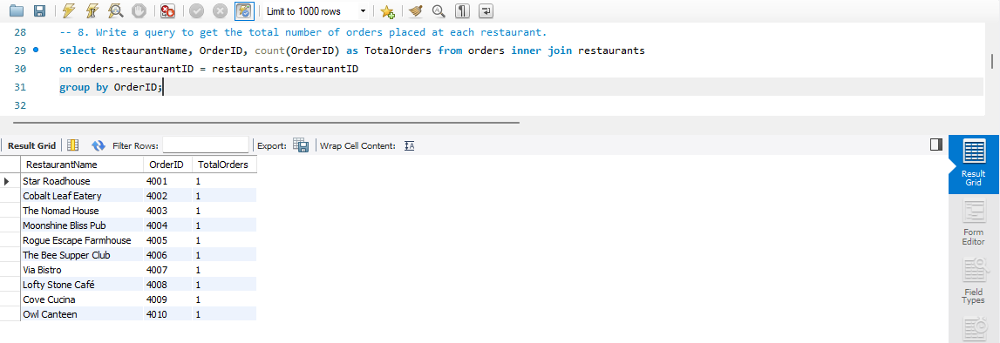 Limit to 1000 rows
28 -- 8. Write a query to get the total number of orders placed at each restaurant.
29 select RestaurantName, OrderID, count(OrderID) as TotalOrders from orders inner join restaurants
30 on orders.restaurantID = restaurants.restaurantID
31 group by OrderID;
32
Result Grid Filter Rows: Export: Wrap Cell Content: IA
RestaurantName OrderID TotalOrders
Star Roadhouse 4001 1
Cobalt Leaf Eatery 4002 1
The Nomad House 4003 1
Moonshine Bliss Pub 4004 1
Rogue Escape Farmhouse 4005 1
The Bee Supper Club 4006 1
Via Bistro 4007 1
Lofty Stone Café 4008 1
Cove Cucina 4009 1
Owl Canteen 4010 1
Result
Grid
Form
Editor
Field
Types